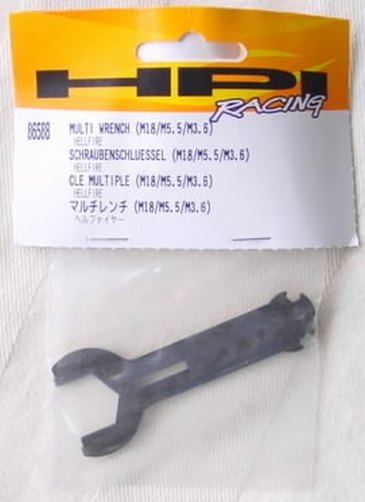 HPI
RACING
86588 MULTI WRENCH (M18/M5.5/M3.6)
HELLFIRE
SCHRAUBENSCHLUESSEL (M18/M5.5/M3.6)
HELLFIRE
CLE MULTIPLE (M18/M5.5/M3.6)
HELLFIRE
マルチレンチ (M18/M5.5/M3.6)
ヘルファイヤー